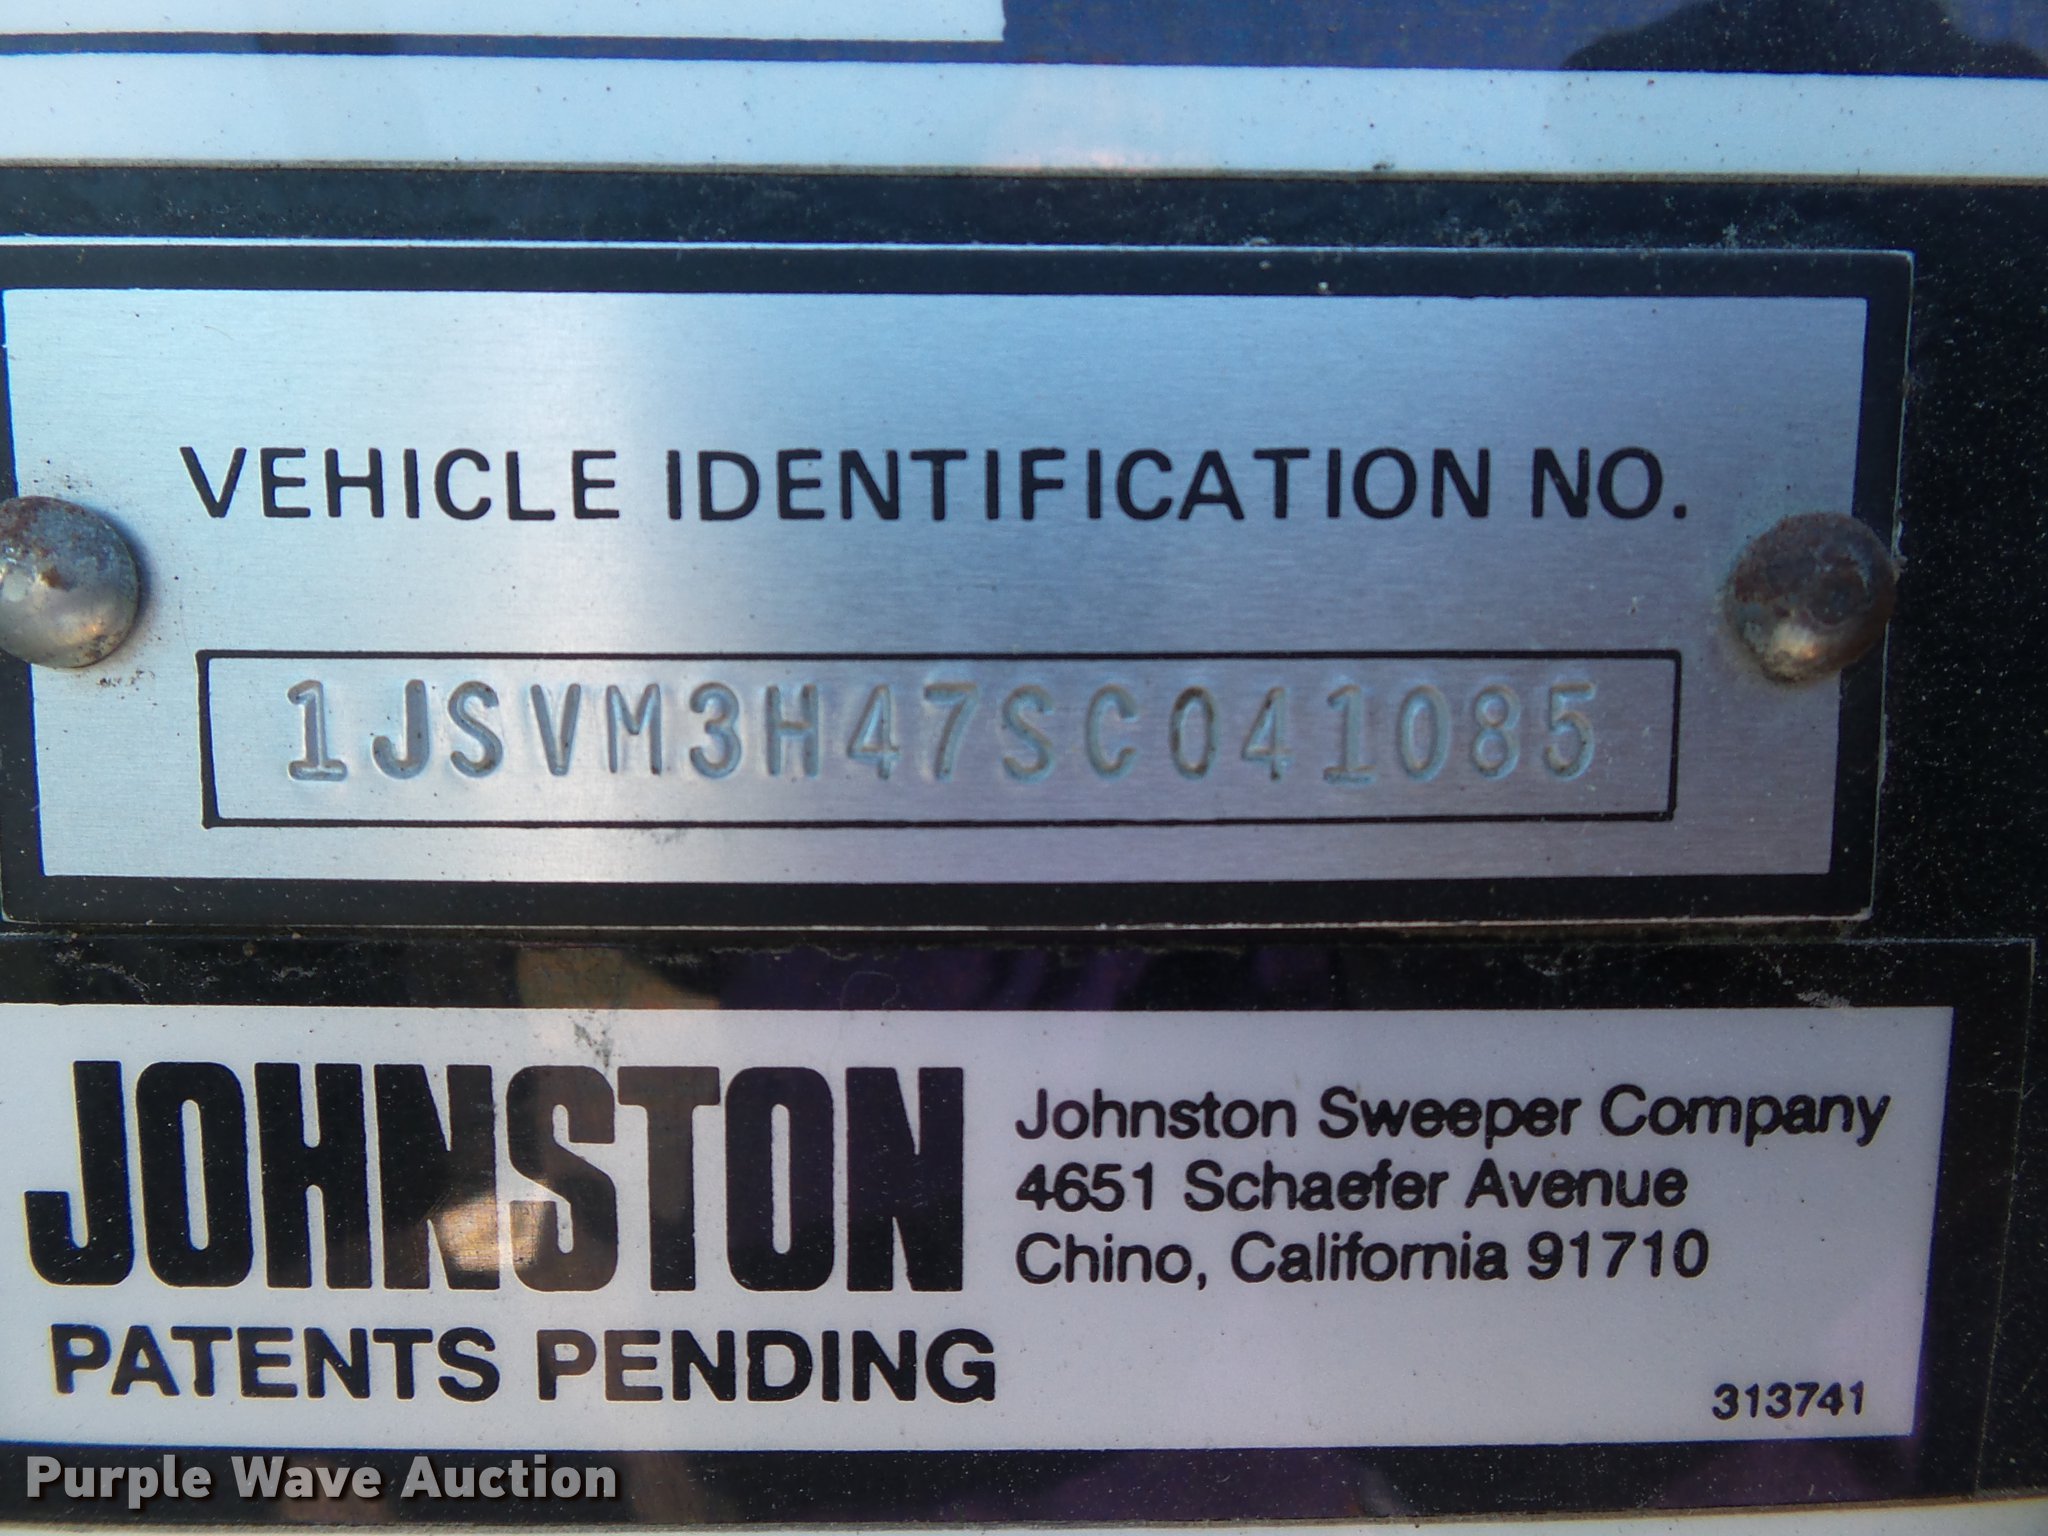 VEHICLE IDENTIFICATION NO.
1JSVM3H47SC041085
JOHNSTON
PATENTS PENDING
Johnston Sweeper Company
4651 Schaefer Avenue
Chino, California 91710
313741
Purple Wave Auction